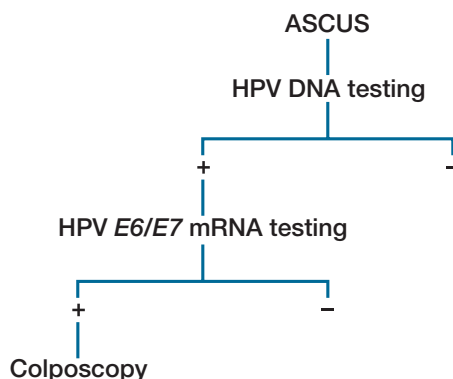 ASCUS
HPV DNA testing
+ −
HPV E6/E7 mRNA testing
+ −
Colposcopy